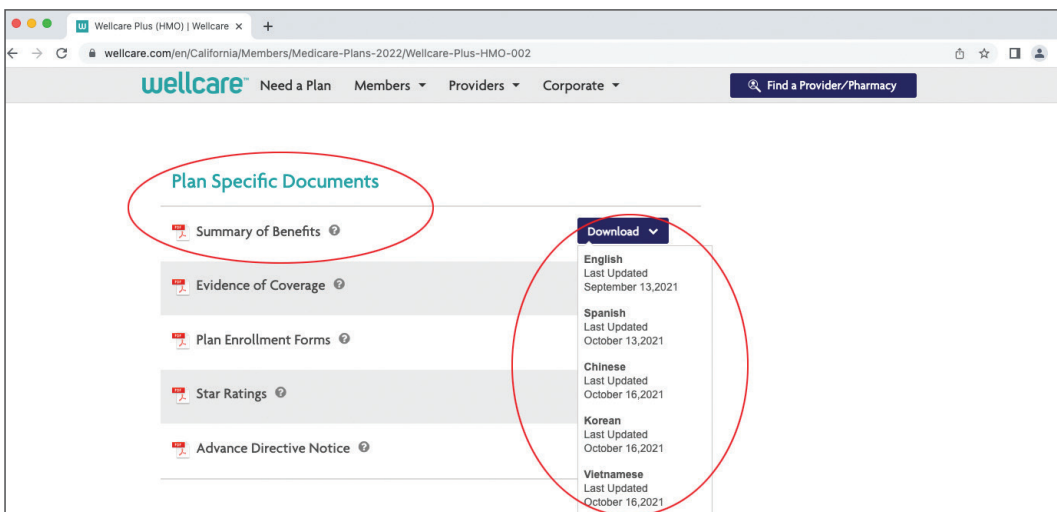 Wellcare Plus (HMO) | Wellcare
wellcare.com/en/California/Members/Medicare-Plans-2022/Wellcare-Plus-HMO-002
wellcare Need a Plan Members Providers Corporate Find a Provider/Pharmacy
Plan Specific Documents
Summary of Benefits ?
Download
English
Last Updated
September 13,2021
Evidence of Coverage ?
Spanish
Last Updated
October 13,2021
Plan Enrollment Forms ?
Chinese
Last Updated
October 16,2021
Star Ratings ?
Korean
Last Updated
October 16,2021
Advance Directive Notice ?
Vietnamese
Last Updated
October 16,2021